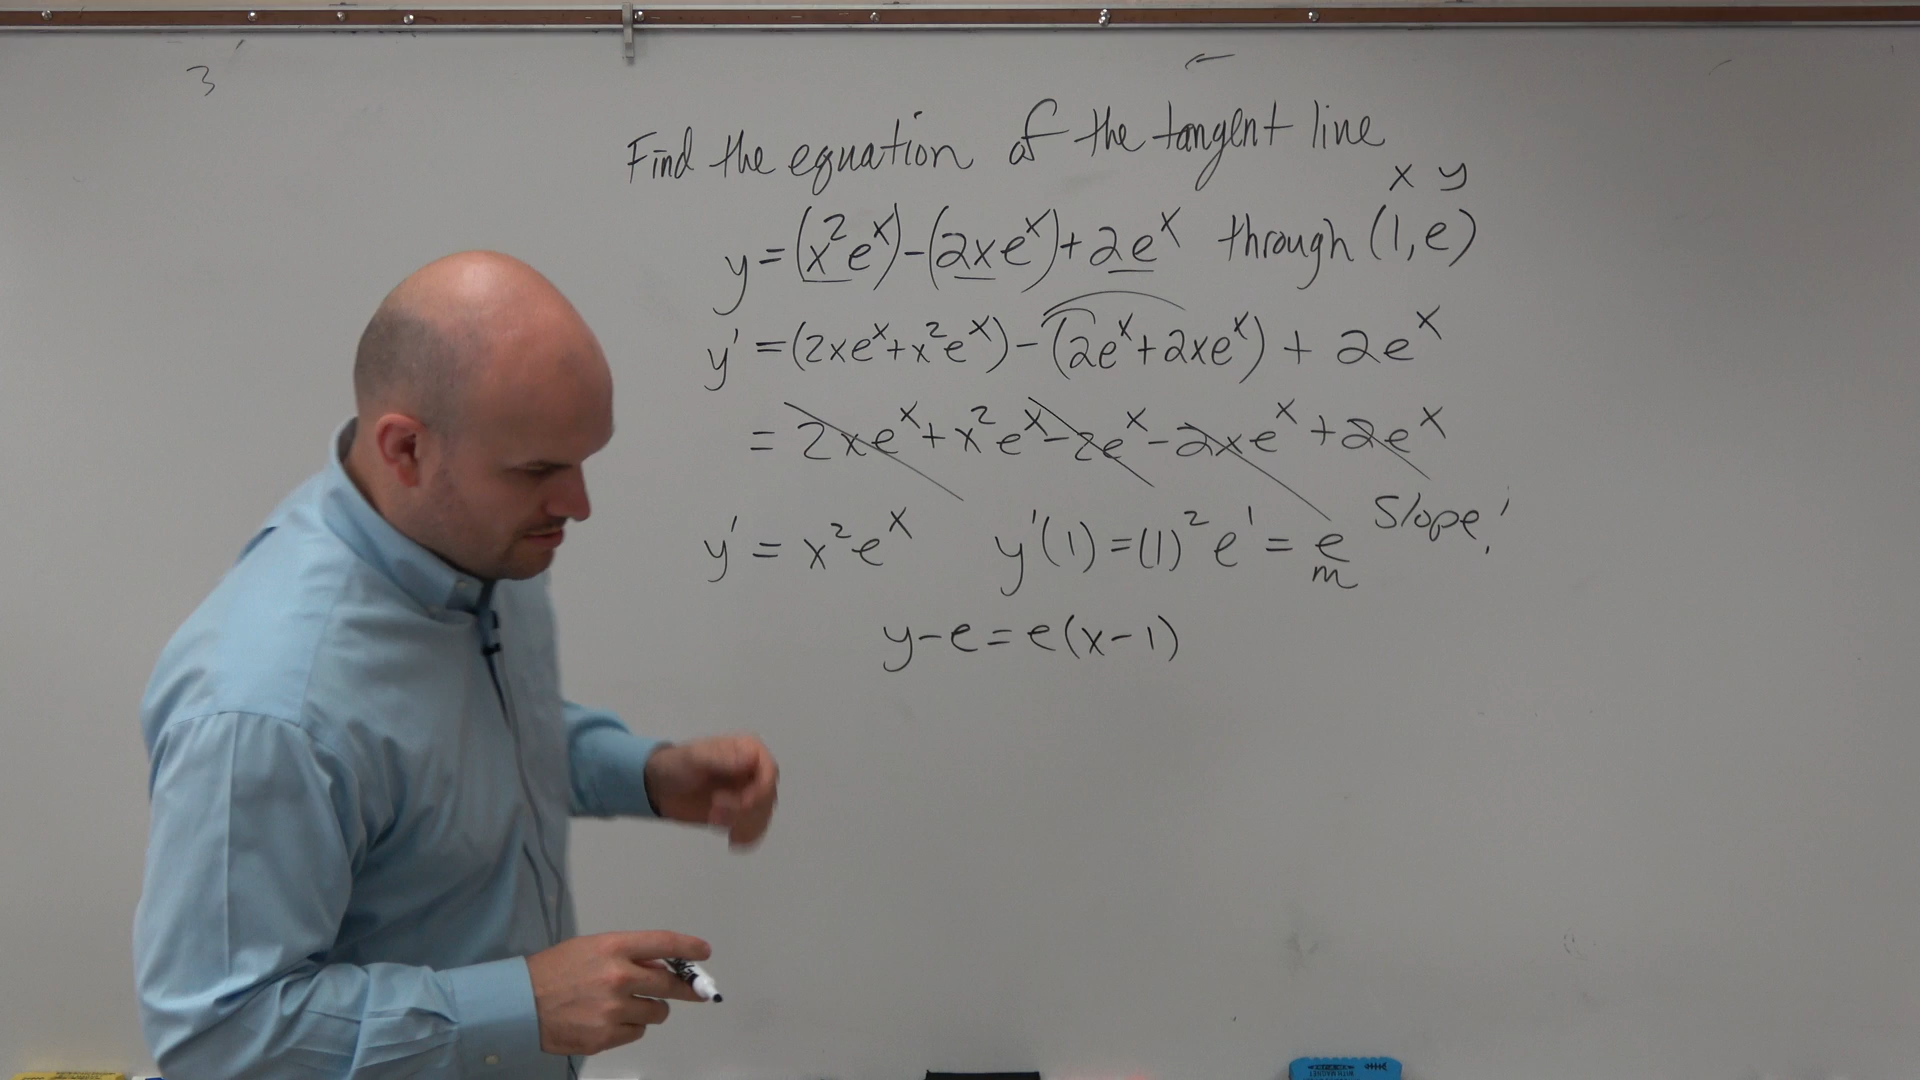 3
Find the equation of the tangent line
x y
y = (x²eˣ) - (2xeˣ) + 2eˣ through (1, e)
y' = (2xeˣ + x²eˣ) - (2eˣ + 2xeˣ) + 2eˣ
= 2xeˣ + x²eˣ - 2eˣ - 2xeˣ + 2eˣ
y' = x²eˣ y'(1) = (1)²e¹ = e Slope!
m
y - e = e(x - 1)